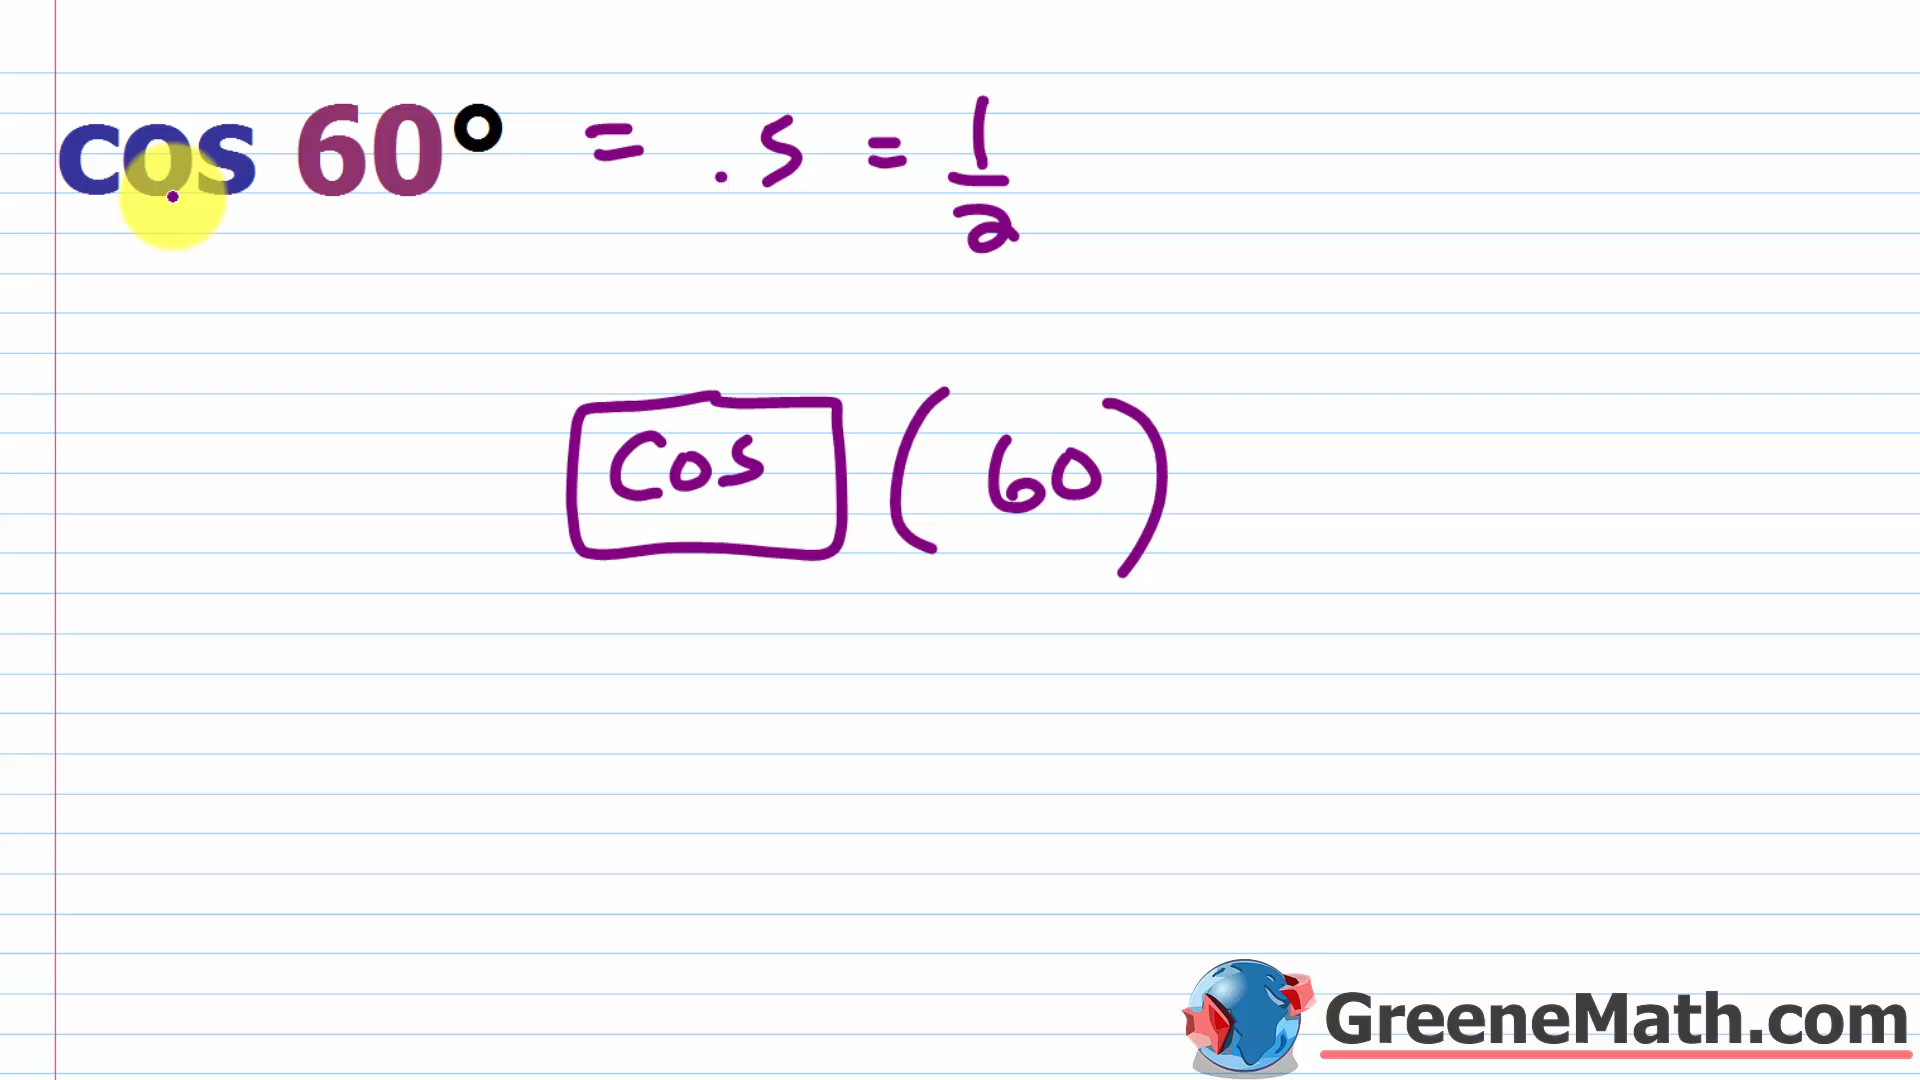 cos 60° = .5 = 1/2
cos (60)
GreeneMath.com